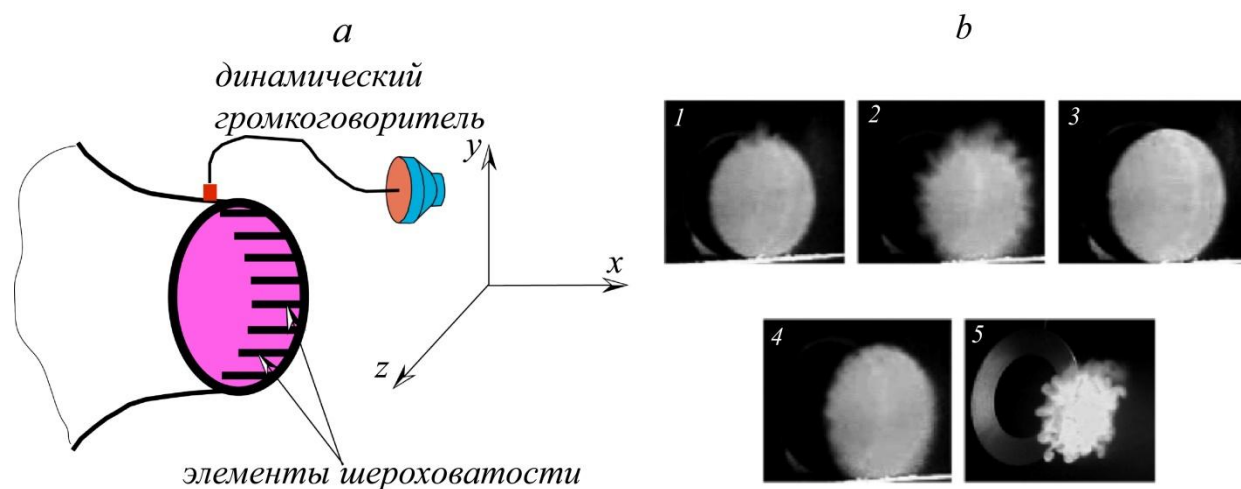 a
динамический
громкоговоритель
y
x
z
элементы шероховатости
b
1
2
3
4
5